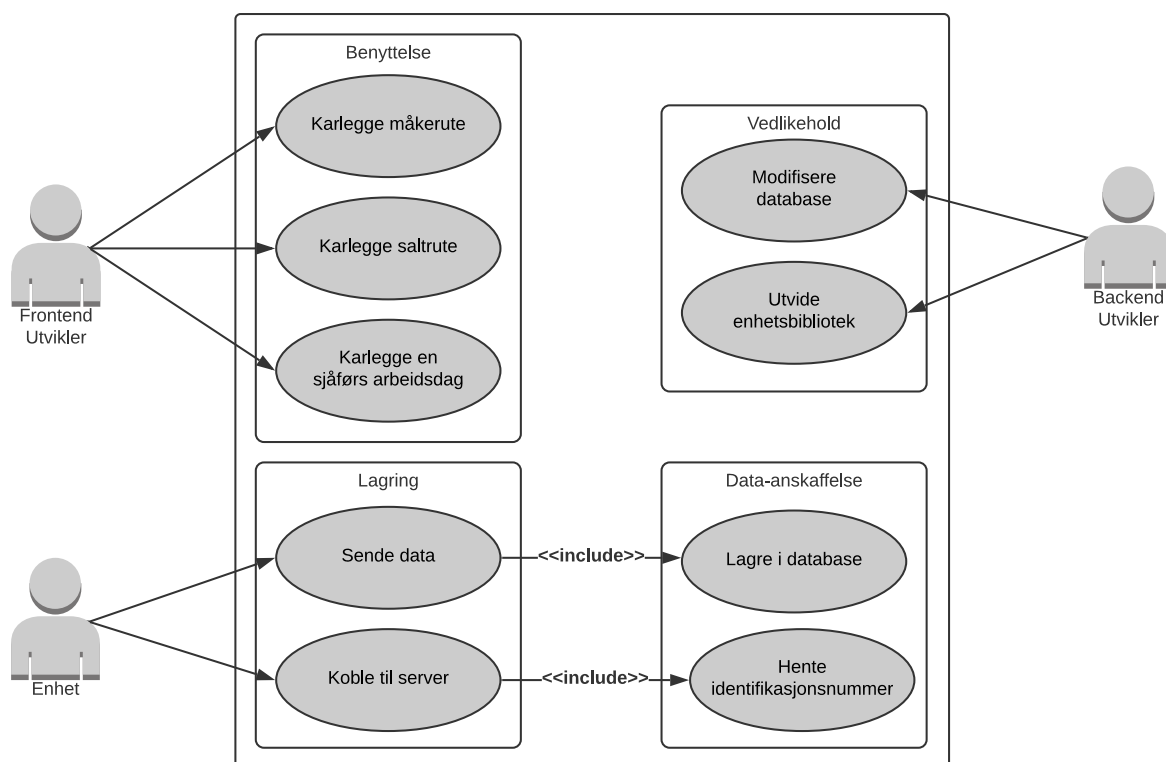 Benyttelse
Karlegge måkerute
Karlegge saltrute
Karlegge en
sjåførs arbeidsdag
Frontend
Utvikler
Vedlikehold
Modifisere
database
Utvide
enhetsbibliotek
Backend
Utvikler
Lagring
Sende data
<<include>>
Koble til server
<<include>>
Data-anskaffelse
Lagre i database
Hente
identifikasjonsnummer
Enhet